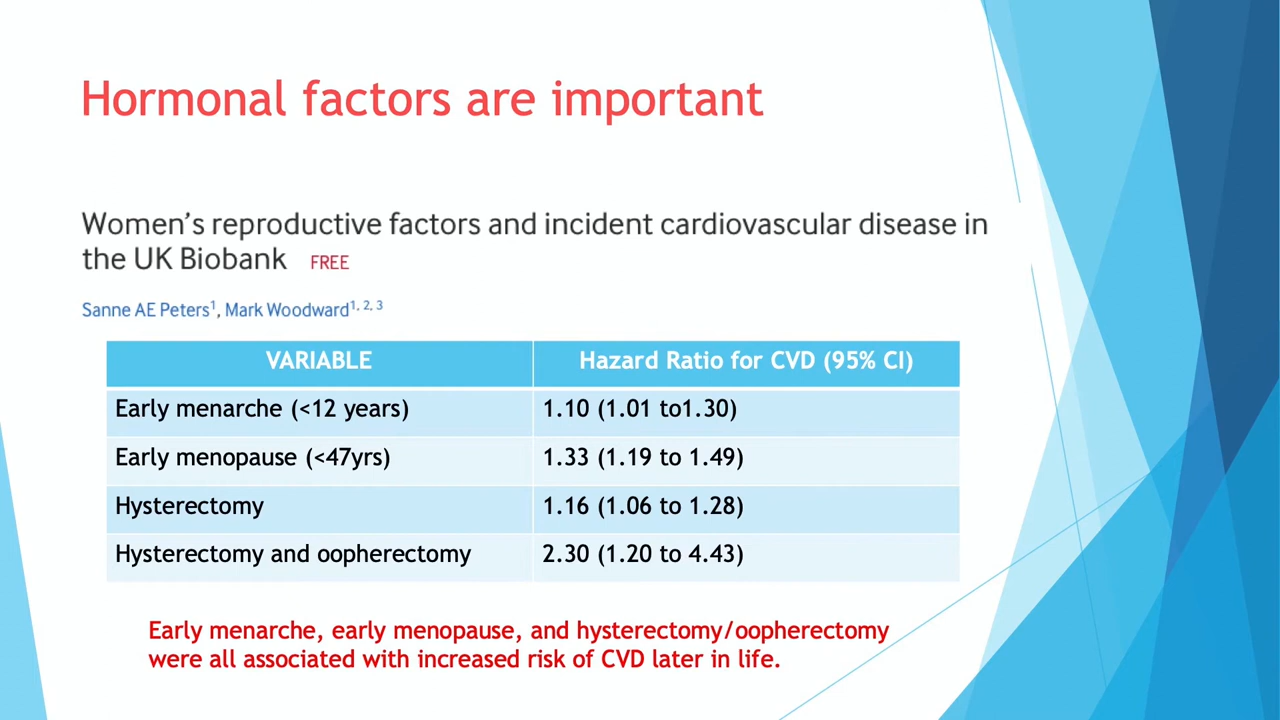 Hormonal factors are important
Women's reproductive factors and incident cardiovascular disease in
the UK Biobank FREE
Sanne AE Peters¹, Mark Woodward¹, ², ³
VARIABLE Hazard Ratio for CVD (95% CI)
Early menarche (<12 years) 1.10 (1.01 to1.30)
Early menopause (<47yrs) 1.33 (1.19 to 1.49)
Hysterectomy 1.16 (1.06 to 1.28)
Hysterectomy and oopherectomy 2.30 (1.20 to 4.43)
Early menarche, early menopause, and hysterectomy/oopherectomy
were all associated with increased risk of CVD later in life.